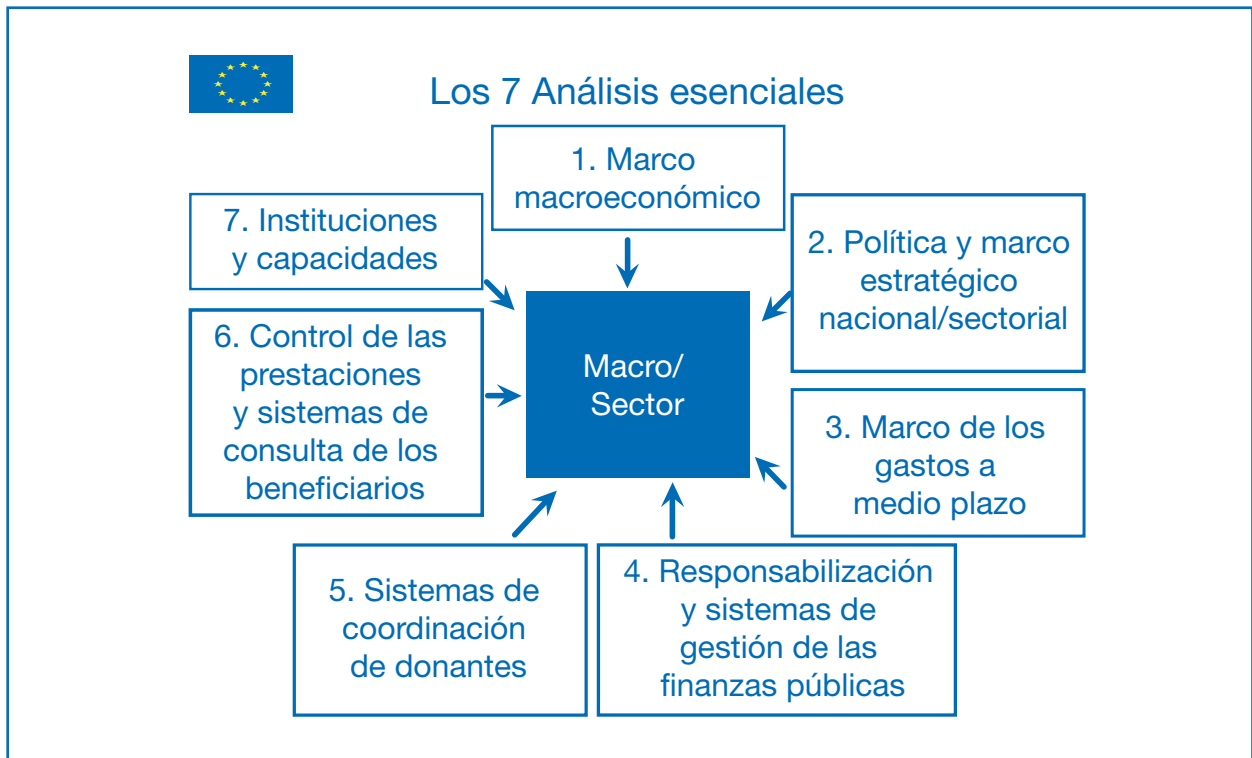 Los 7 Análisis esenciales
1. Marco
macroeconómico
2. Política y marco
estratégico
nacional/sectorial
3. Marco de los
gastos a
medio plazo
4. Responsabilización
y sistemas de
gestión de las
finanzas públicas
5. Sistemas de
coordinación
de donantes
6. Control de las
prestaciones
y sistemas de
consulta de los
beneficiarios
7. Instituciones
y capacidades
Macro/
Sector